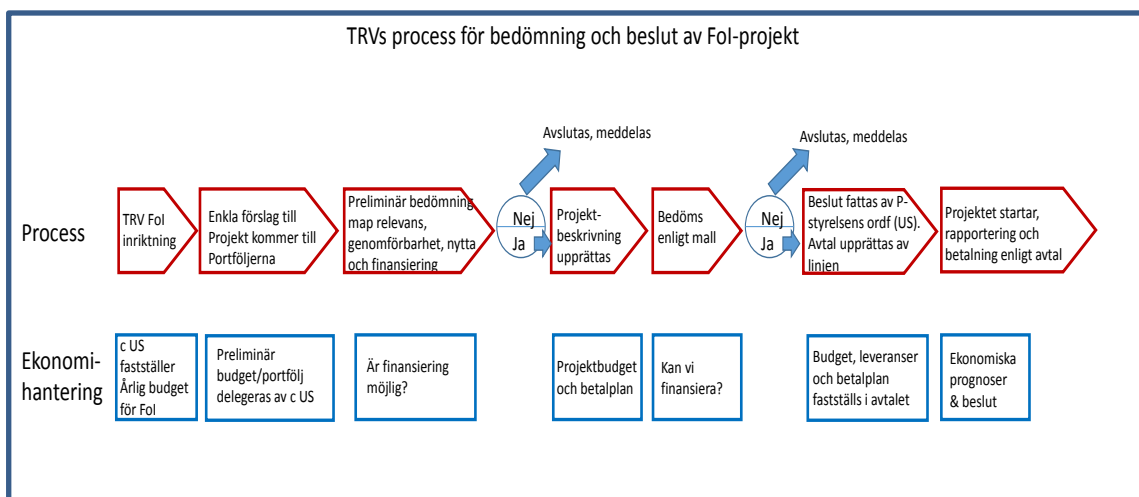 TRVs process för bedömning och beslut av FoI-projekt
Avslutas, meddelas
Avslutas, meddelas
Process
TRV FoI
inriktning
Enkla förslag till
Projekt kommer till
Portföljerna
Preliminär bedömning
map relevans,
genomförbarhet, nytta
och finansiering
Nej
Ja
Projekt-
beskrivning
upprättas
Bedöms
enligt mall
Nej
Ja
Beslut fattas av P-
styrelsens ordf (US).
Avtal upprättas av
linjen
Projektet startar,
rapportering och
betalning enligt avtal
Ekonomi-
hantering
c US
fastställer
Årlig budget
för FoI
Preliminär
budget/portfölj
delegeras av c US
Är finansiering
möjlig?
Projektbudget
och betalplan
Kan vi
finansiera?
Budget, leveranser
och betalplan
fastställs i avtalet
Ekonomiska
prognoser
& beslut